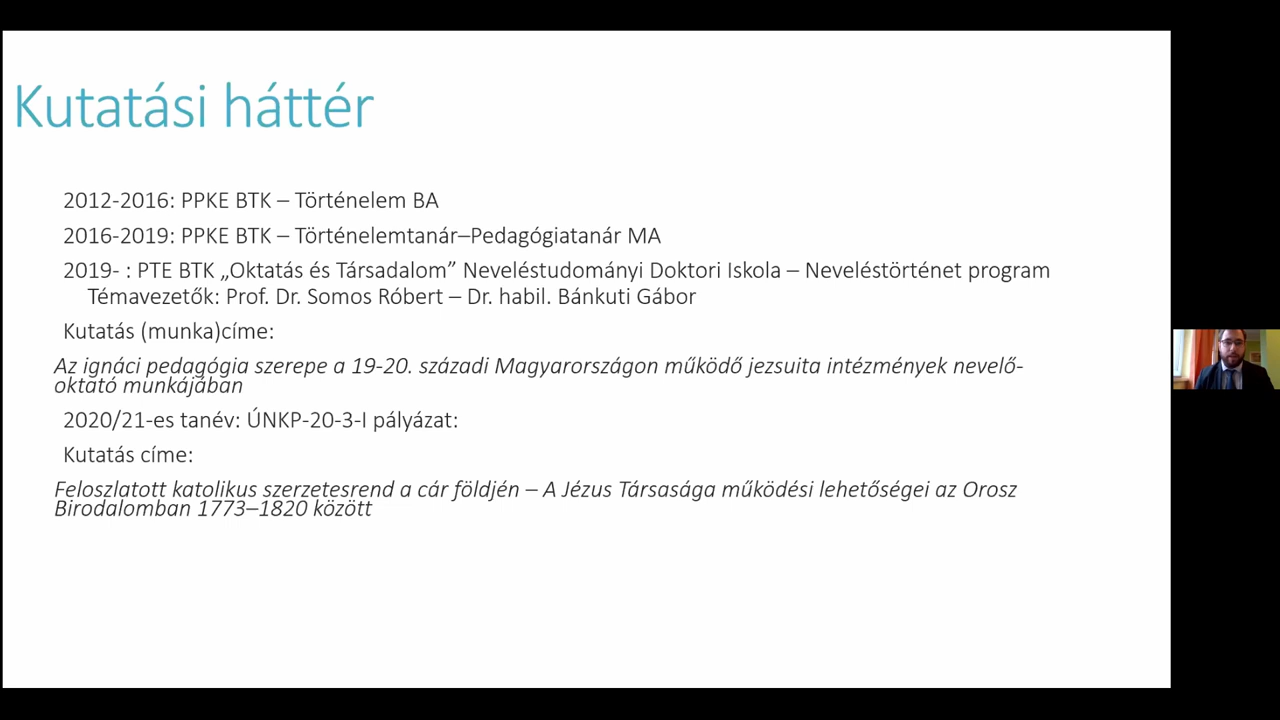 Kutatási háttér
2012-2016: PPKE BTK – Történelem BA
2016-2019: PPKE BTK – Történelemtanár–Pedagógiatanár MA
2019- : PTE BTK „Oktatás és Társadalom” Neveléstudományi Doktori Iskola – Neveléstörténet program
Témavezetők: Prof. Dr. Somos Róbert – Dr. habil. Bánkuti Gábor
Kutatás (munka)címe:
Az ignáci pedagógia szerepe a 19-20. századi Magyarországon működő jezsuita intézmények nevelő-
oktató munkájában
2020/21-es tanév: ÚNKP-20-3-I pályázat:
Kutatás címe:
Feloszlatott katolikus szerzetesrend a cár földjén – A Jézus Társasága működési lehetőségei az Orosz
Birodalomban 1773–1820 között